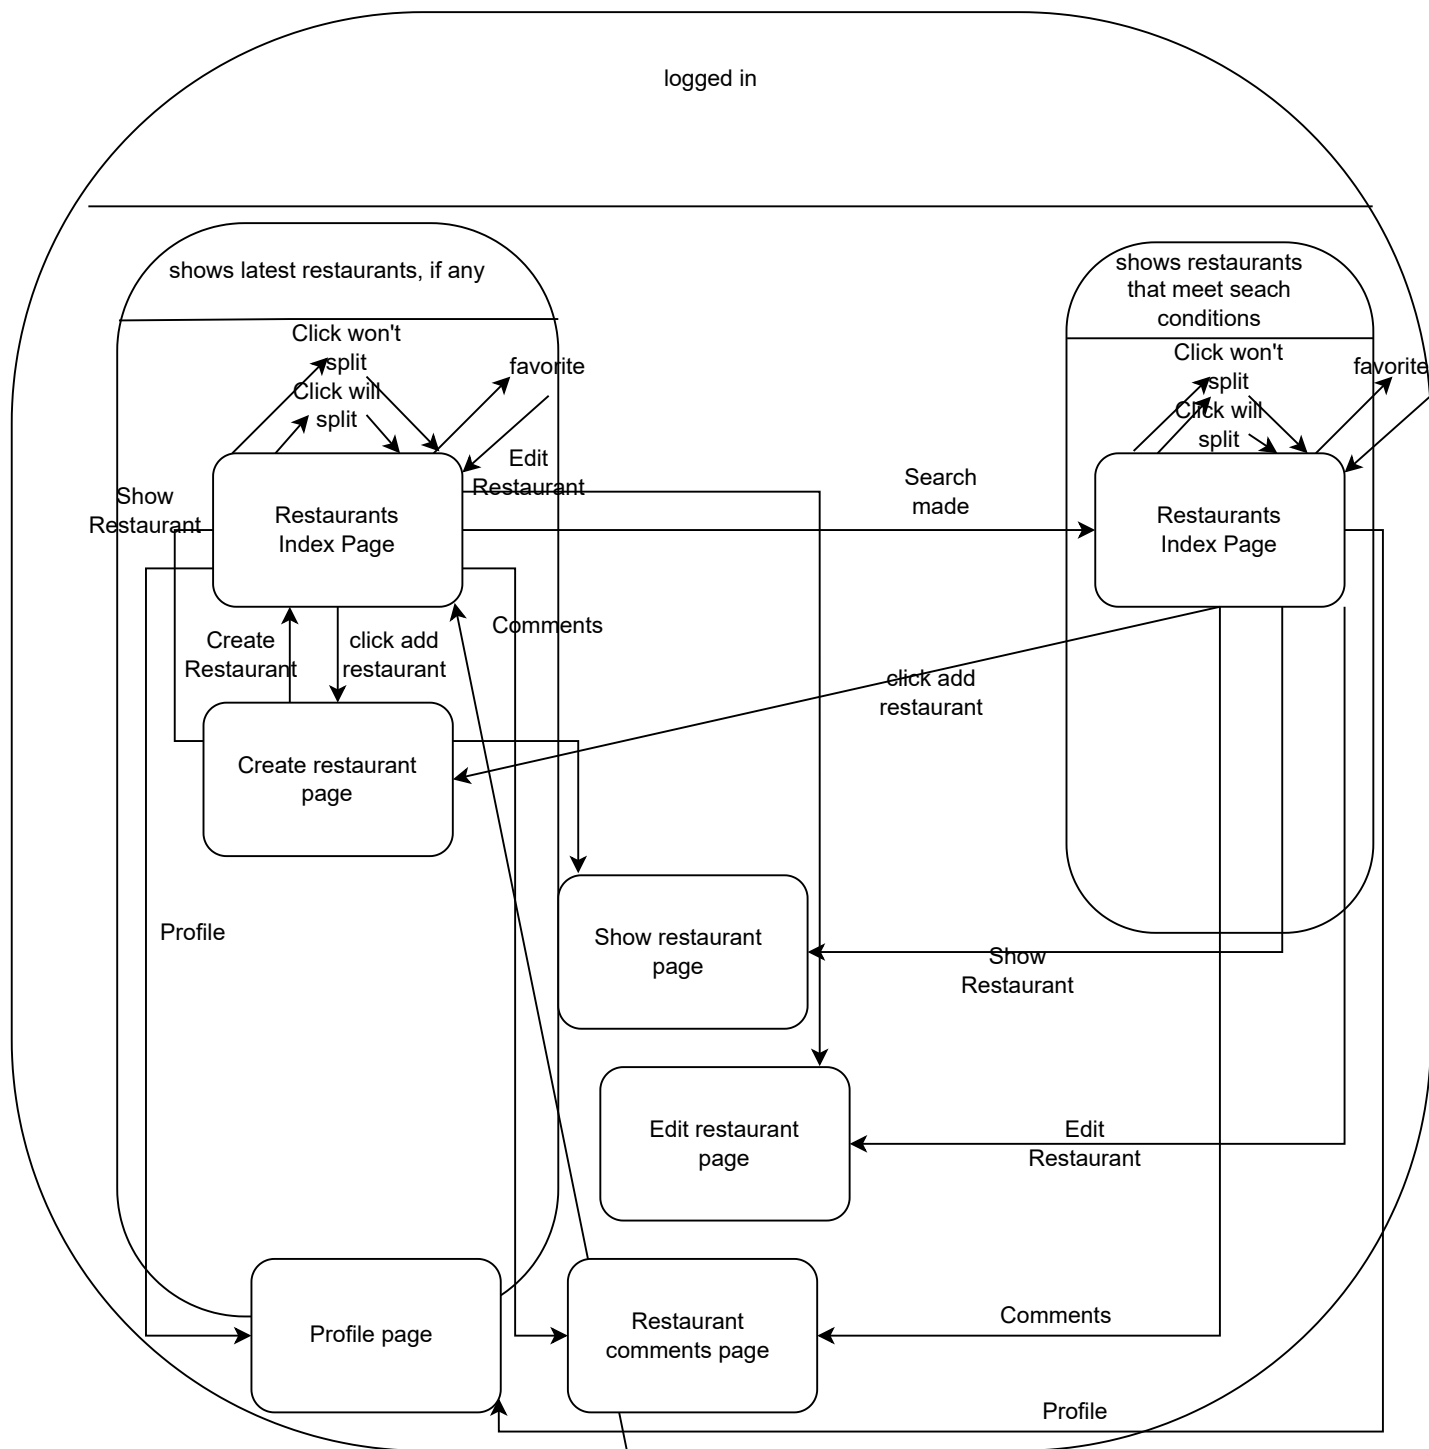 logged in
shows latest restaurants, if any
shows restaurants
that meet seach
conditions
Click won't
split
Click will
split
favorite
Click won't
split
Click will
split
favorite
Edit
Restaurant
Show
Restaurant
Restaurants
Index Page
Search
made
Restaurants
Index Page
Create
Restaurant
click add
restaurant
Comments
click add
restaurant
Create restaurant
page
Profile
Show restaurant
page
Show
Restaurant
Edit restaurant
page
Edit
Restaurant
Profile page
Restaurant
comments page
Comments
Profile